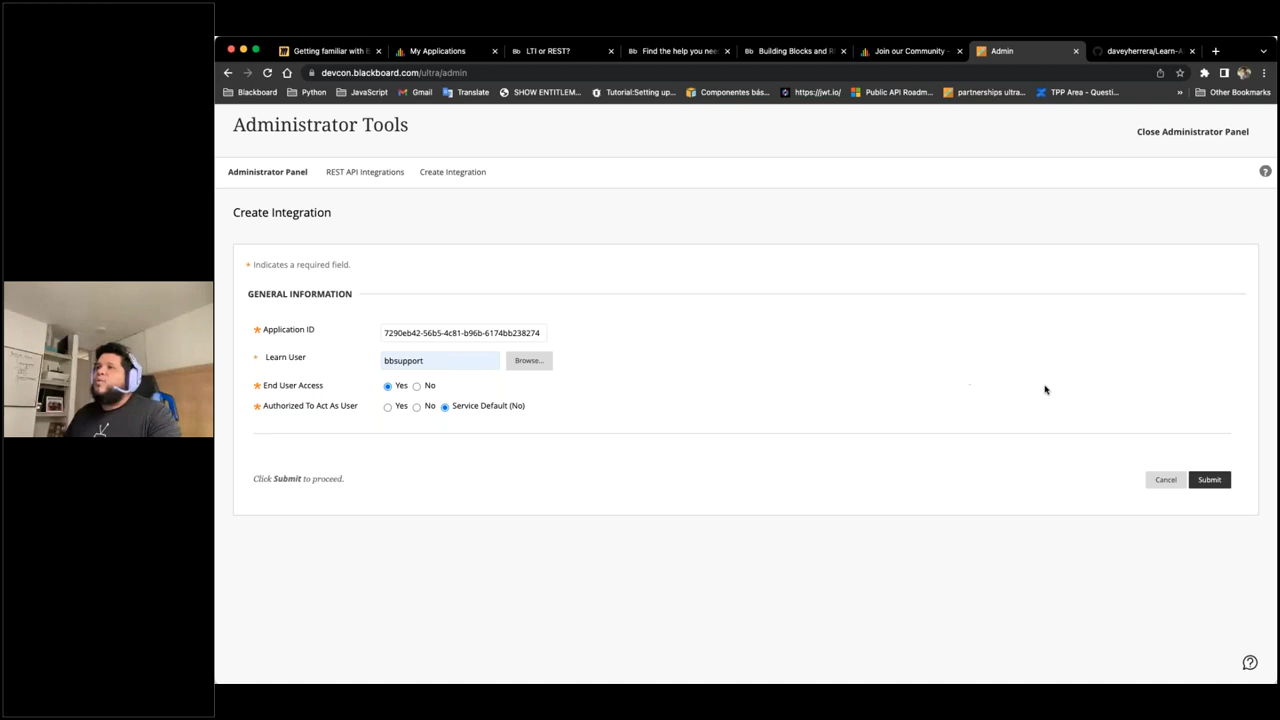 Getting familiar with B
My Applications
LTI or REST?
Find the help you nee
Building Blocks and R
Join our Community -
Admin
daveyherrera/Learn-A
devcon.blackboard.com/ultra/admin
Blackboard
Python
JavaScript
Gmail
Translate
SHOW ENTITLEM...
Tutorial:Setting up...
Componentes bás...
https://jwt.io/
Public API Roadm...
partnerships ultra...
TPP Area - Questi...
»
Other Bookmarks
Administrator Tools
Close Administrator Panel
Administrator Panel
REST API Integrations
Create Integration
?
Create Integration
* Indicates a required field.
GENERAL INFORMATION
* Application ID
7290eb42-56b5-4c81-b96b-6174bb238274
* Learn User
bbsupport
Browse...
* End User Access
Yes No
* Authorized To Act As User
Yes No Service Default (No)
Click Submit to proceed.
Cancel
Submit